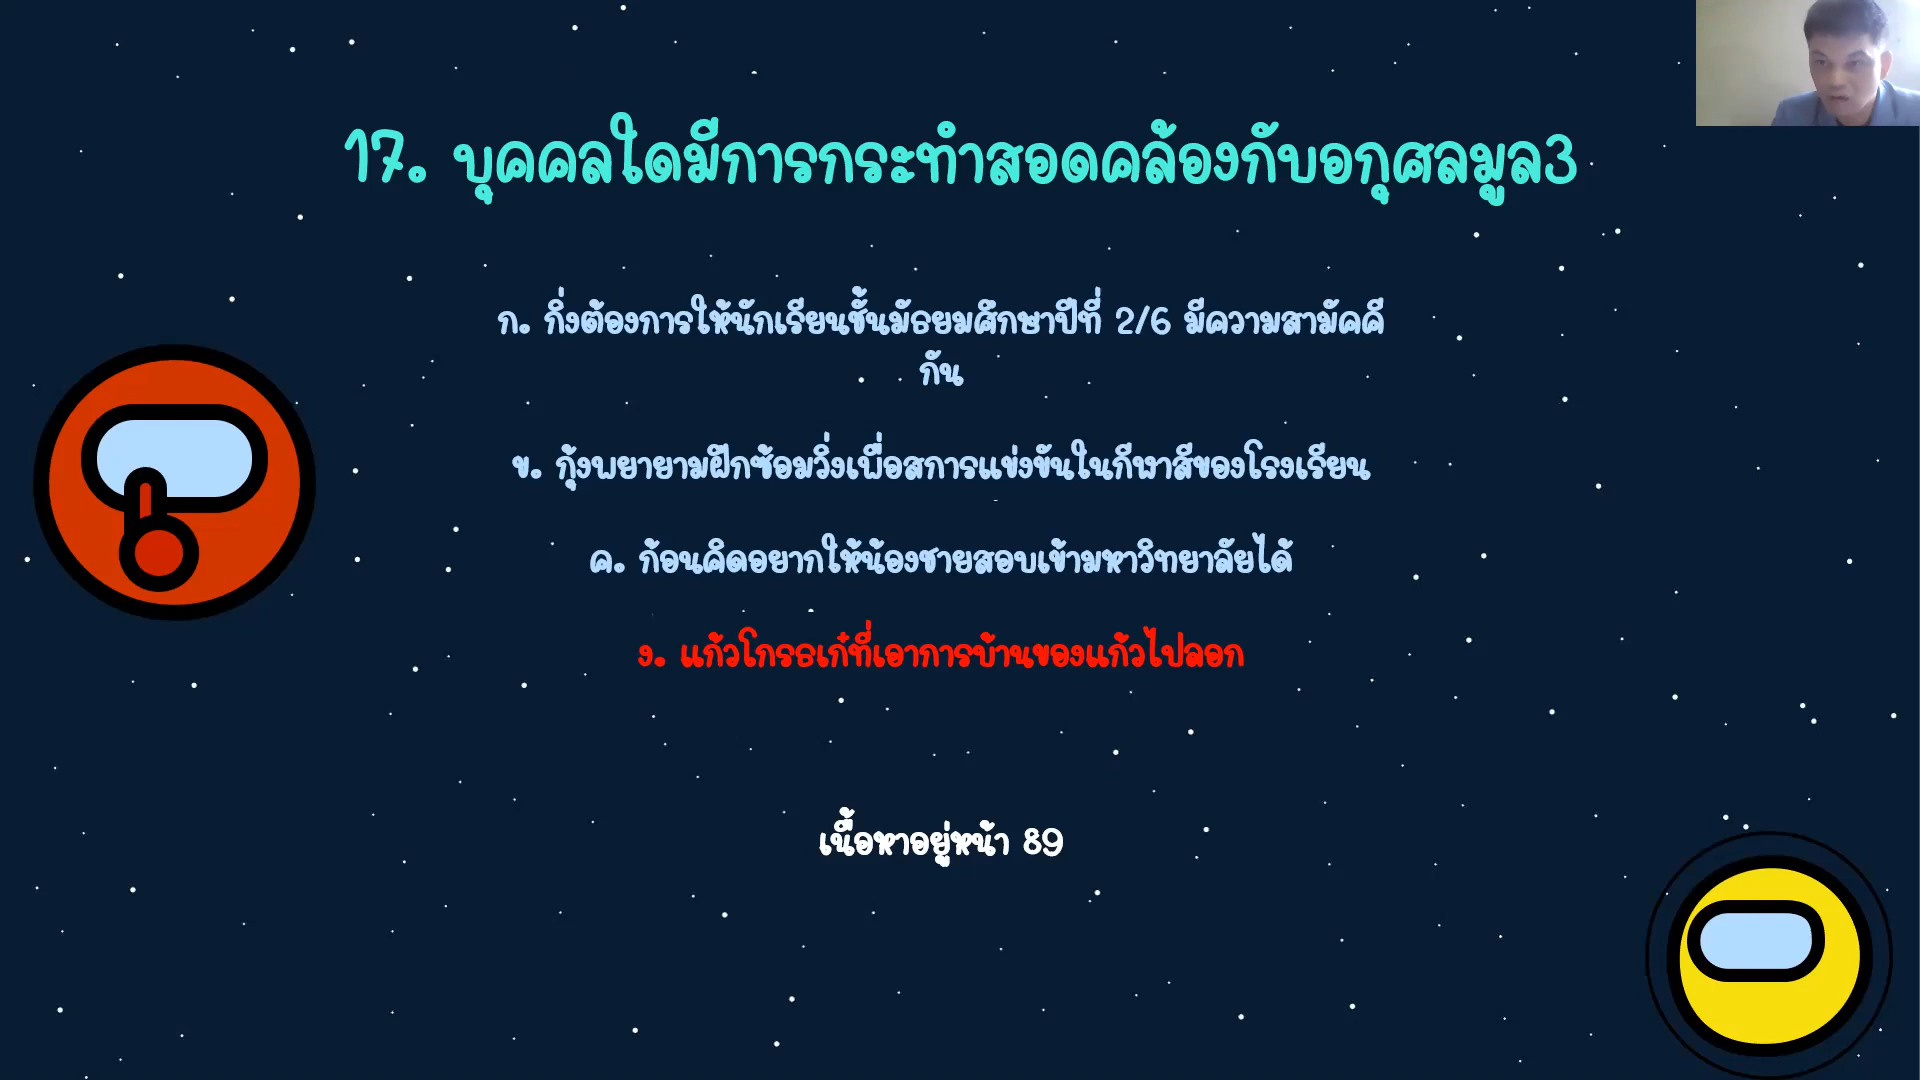 17. บุคคลใดมีการกระทำสอดคล้องกับอกุศลมูล3
ก. กิ่งต้องการให้นักเรียนชั้นมัธยมศึกษาปีที่ 2/6 มีความสามัคคี
กัน
ข. กุ้งพยายามฝึกซ้อมวิ่งเพื่อสการแข่งขันในกีฬาสีของโรงเรียน
ค. ก้อนคิดอยากให้น้องชายสอบเข้ามหาวิทยาลัยได้
ง. แก้วโกรธเก๋ที่เอาการบ้านของแก้วไปลอก
เนื้อหาอยู่หน้า 89